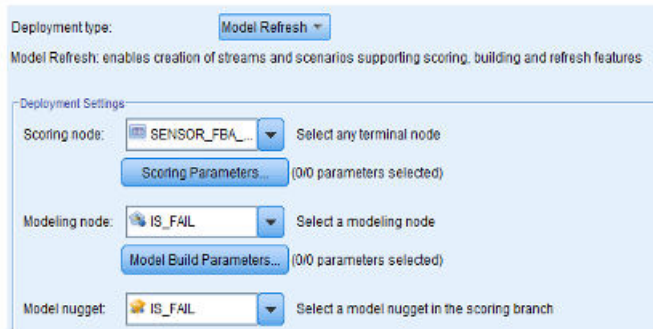 Deployment type: Model Refresh
Model Refresh: enables creation of streams and scenarios supporting scoring, building and refresh features
Deployment Settings
Scoring node: SENSOR_FBA_... Select any terminal node
Scoring Parameters... (0/0 parameters selected)
Modeling node: IS_FAIL Select a modeling node
Model Build Parameters... (0/0 parameters selected)
Model nugget: IS_FAIL Select a model nugget in the scoring branch